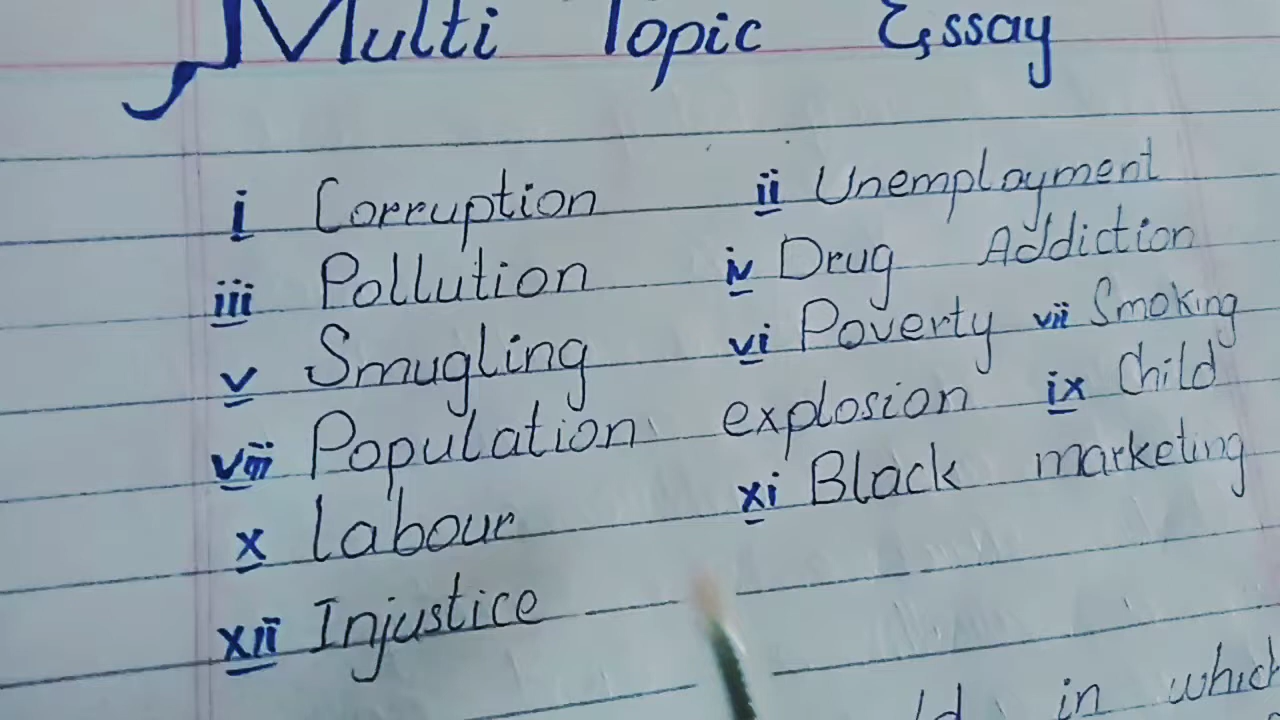 Multi Topic Essay
i Corruption ii Unemployment
iii Pollution iv Drug Addiction
v Smugling vi Poverty vii Smoking
viii Population explosion ix Child
x Labour xi Black marketing
xii Injustice
in which